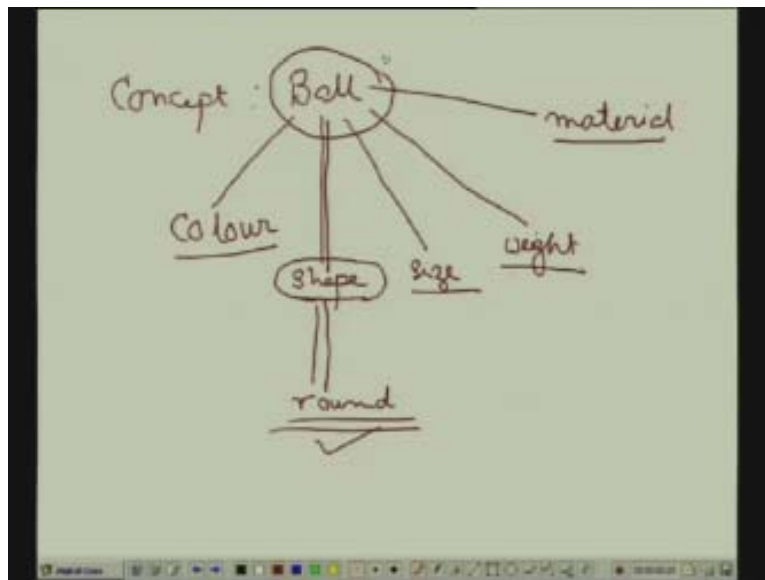 Concept : Ball
material
Colour
Shape
Size
weight
round